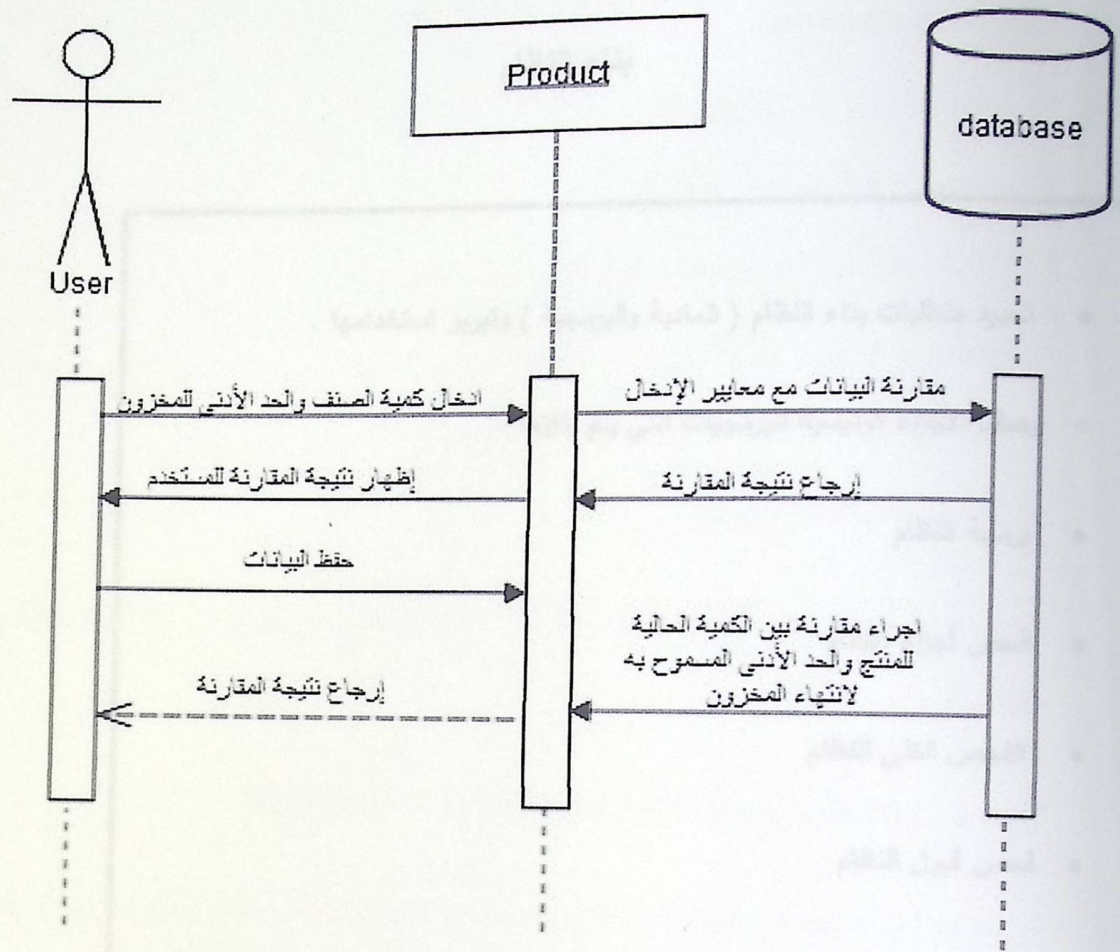 Product
database
User
ادخال كمية الصنف والحد الأدنى للمخزون
مقارنة البيانات مع معايير الإدخال
إظهار نتيجة المقارنة للمستخدم
إرجاع نتيجة المقارنة
حفظ البيانات
اجراء مقارنة بين الكمية الحالية
للمنتج والحد الأدنى المسموح به
لانتهاء المخزون
إرجاع نتيجة المقارنة